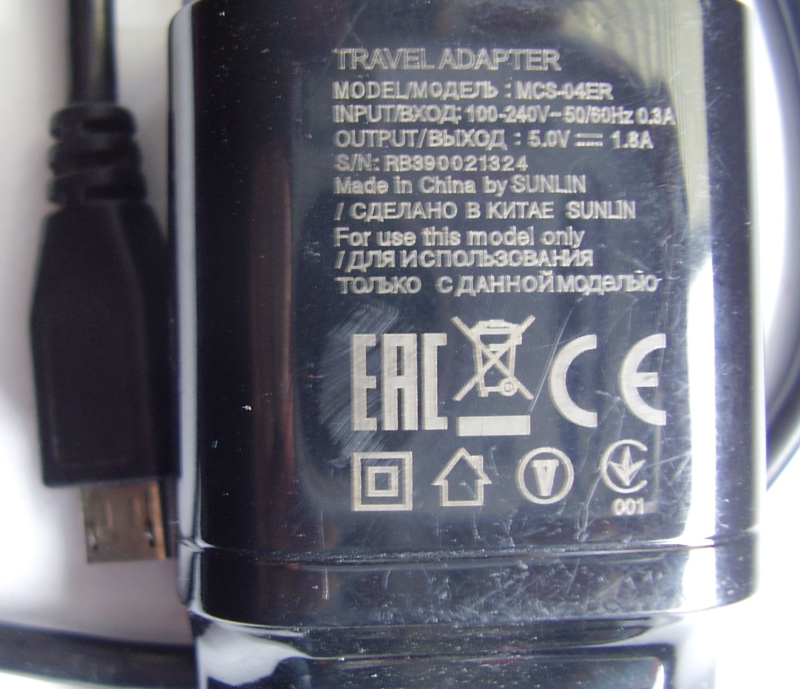 TRAVEL ADAPTER
MODEL/МОДЕЛЬ : MCS-04ER
INPUT/ВХОД: 100-240V~50/60Hz 0.3A
OUTPUT/ВЫХОД : 5.0V 1.8A
S/N: RB390021324
Made in China by SUNLIN
/ СДЕЛАНО В КИТАЕ SUNLIN
For use this model only
/ДЛЯ ИСПОЛЬЗОВАНИЯ
ТОЛЬКО С ДАННОЙ моделью
EAC CE
V
001